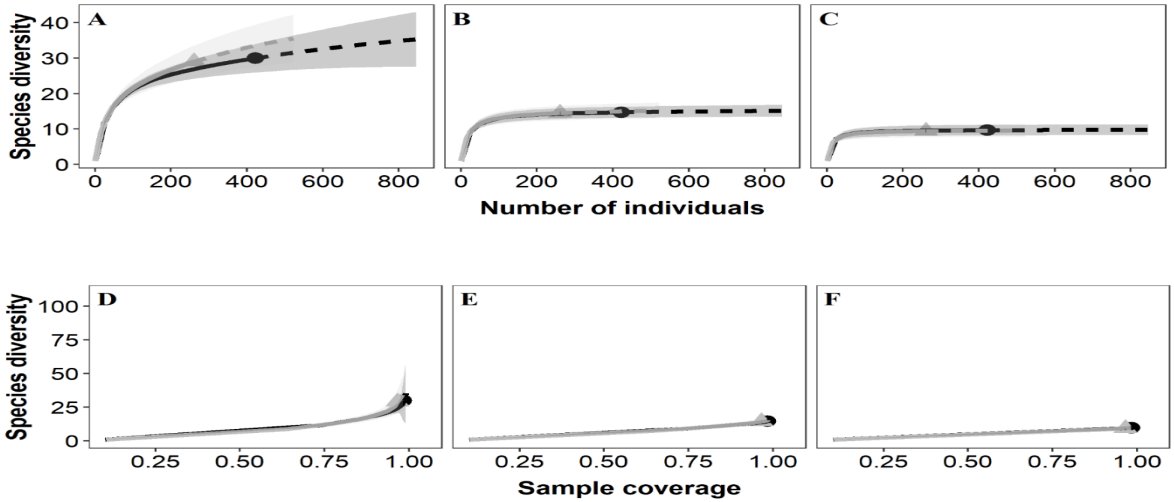 Species diversity
40
30
20
10
0
A
B
C
0 200 400 600 800
0 200 400 600 800
0 200 400 600 800
Number of individuals
Species diversity
100
75
50
25
0
D
E
F
0.25 0.50 0.75 1.00
0.25 0.50 0.75 1.00
0.25 0.50 0.75 1.00
Sample coverage